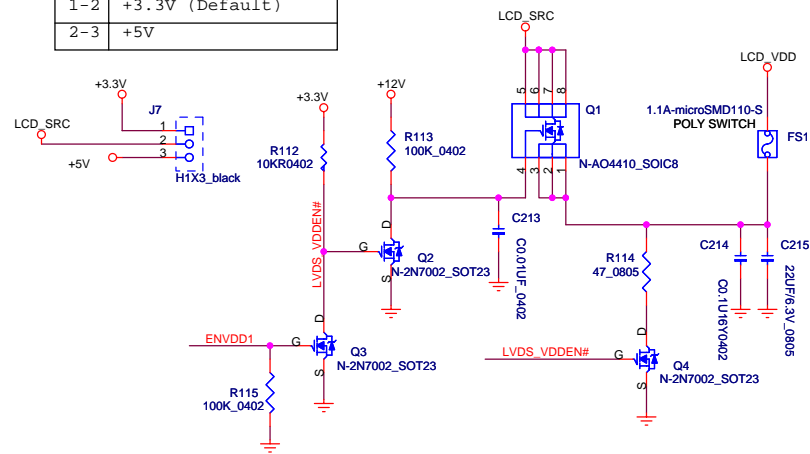 1-2 +3.3V (Default)
2-3 +5V
LCD_SRC
LCD_VDD
+3.3V
J7
LCD_SRC
1
2
3
+5V
H1X3_black
+3.3V
+12V
R112
10KR0402
R113
100K_0402
5
6
7
8
Q1
N-AO4410_SOIC8
4
3
2
1
1.1A-microSMD110-S
POLY SWITCH
FS1
LVDS_VDDEN#
D
G
S
Q2
N-2N7002_SOT23
C213
C0.01UF_0402
R114
47_0805
C214
C0.1U16Y0402
C215
22UF/6.3V_0805
ENVDD1
D
G
S
Q3
N-2N7002_SOT23
R115
100K_0402
LVDS_VDDEN#
D
G
S
Q4
N-2N7002_SOT23